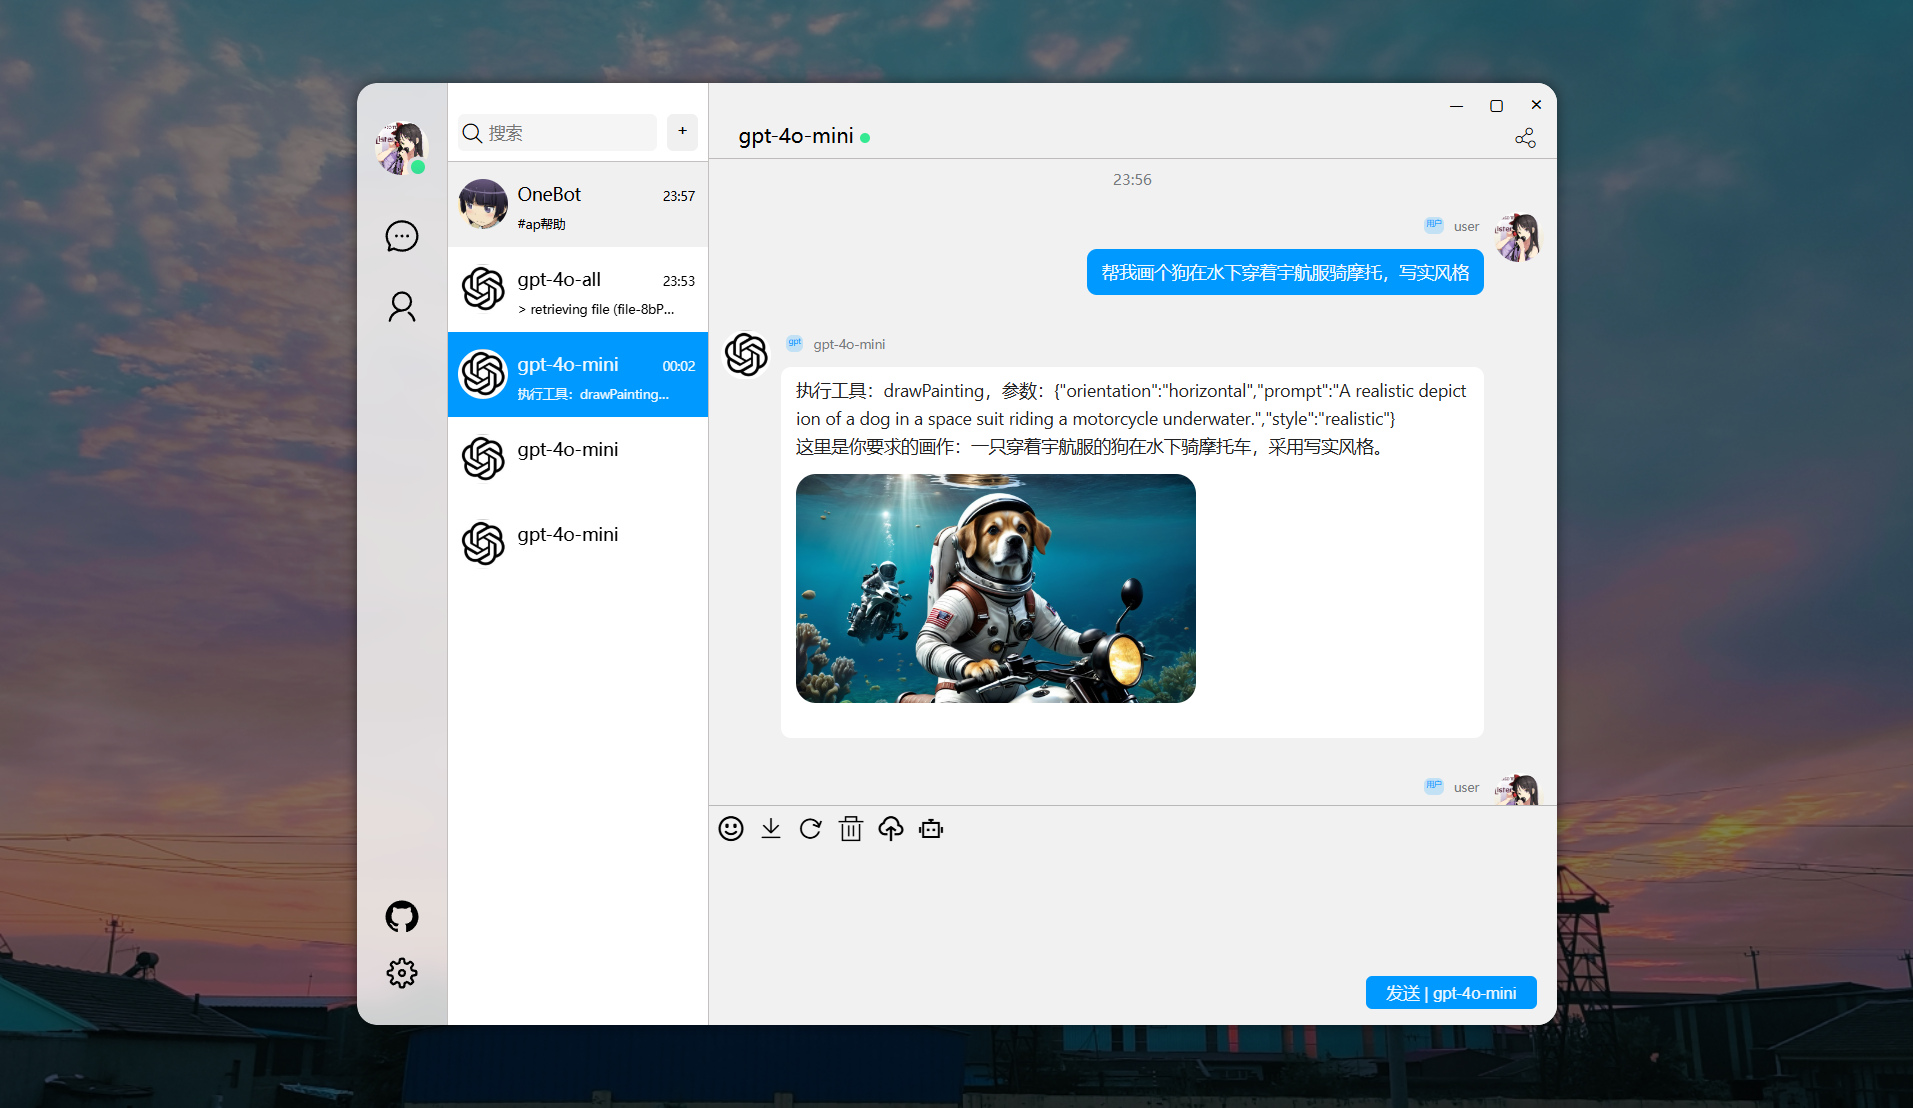 搜索
+
OneBot
23:57
#ap帮助
gpt-4o-all
23:53
> retrieving file (file-8bP...
gpt-4o-mini
00:02
执行工具：drawPainting...
gpt-4o-mini
gpt-4o-mini
gpt-4o-mini
23:56
用户 user
帮我画个狗在水下穿着宇航服骑摩托，写实风格
gpt gpt-4o-mini
执行工具：drawPainting，参数：{"orientation":"horizontal","prompt":"A realistic depict
ion of a dog in a space suit riding a motorcycle underwater.","style":"realistic"}
这里是你要求的画作：一只穿着宇航服的狗在水下骑摩托车，采用写实风格。
用户 user
发送 | gpt-4o-mini